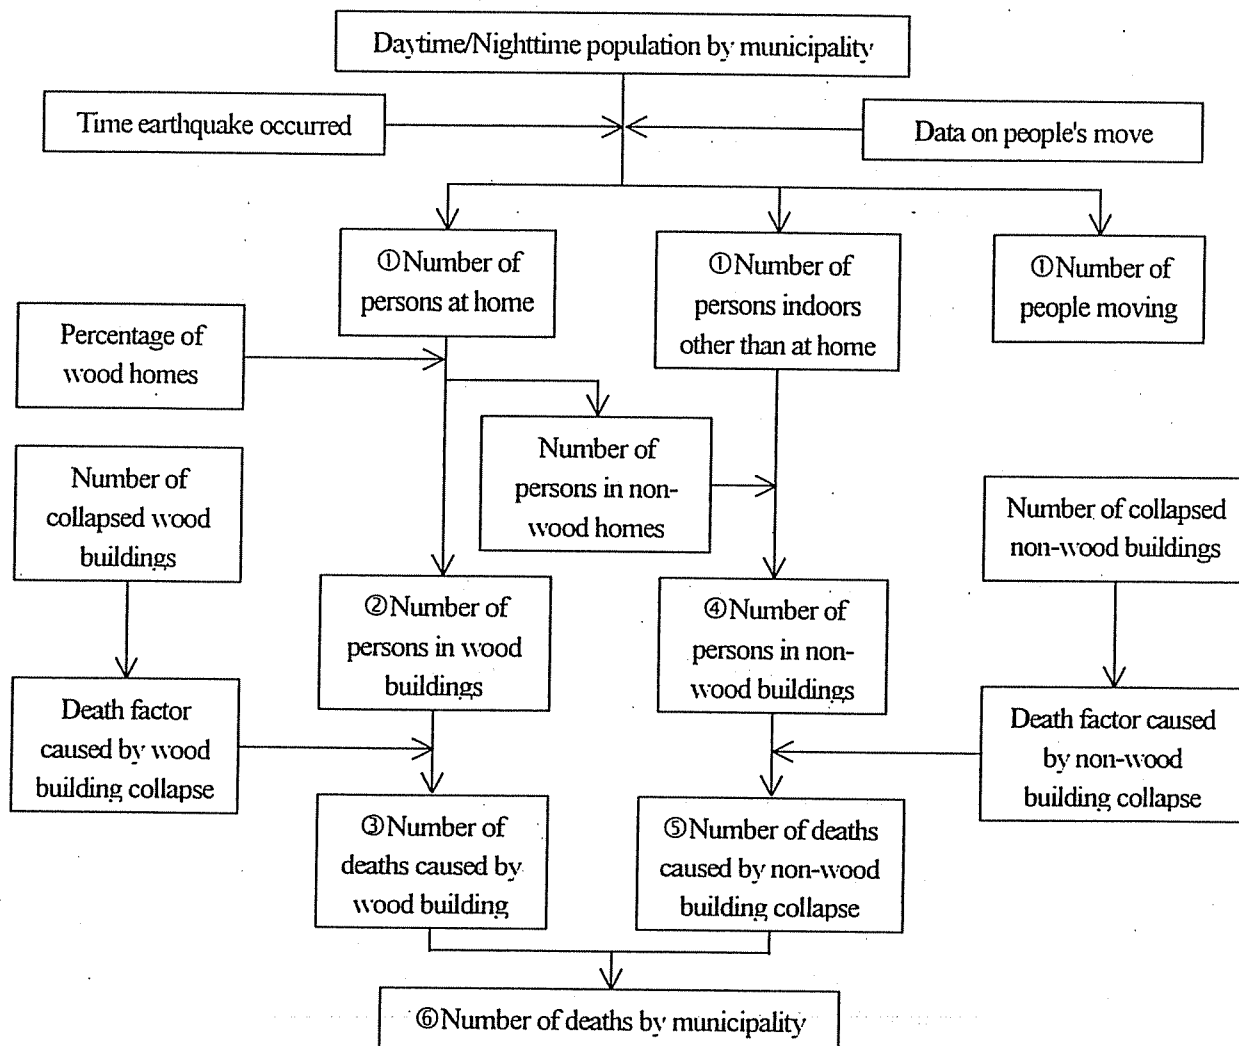 Daytime/Nighttime population by municipality
Time earthquake occurred
Data on people's move
①Number of
persons at home
①Number of
persons indoors
other than at home
①Number of
people moving
Percentage of
wood homes
Number of
persons in non-
wood homes
Number of
collapsed wood
buildings
Number of collapsed
non-wood buildings
②Number of
persons in wood
buildings
④Number of
persons in non-
wood buildings
Death factor
caused by wood
building collapse
Death factor caused
by non-wood
building collapse
③Number of
deaths caused by
wood building
⑤Number of deaths
caused by non-wood
building collapse
⑥Number of deaths by municipality